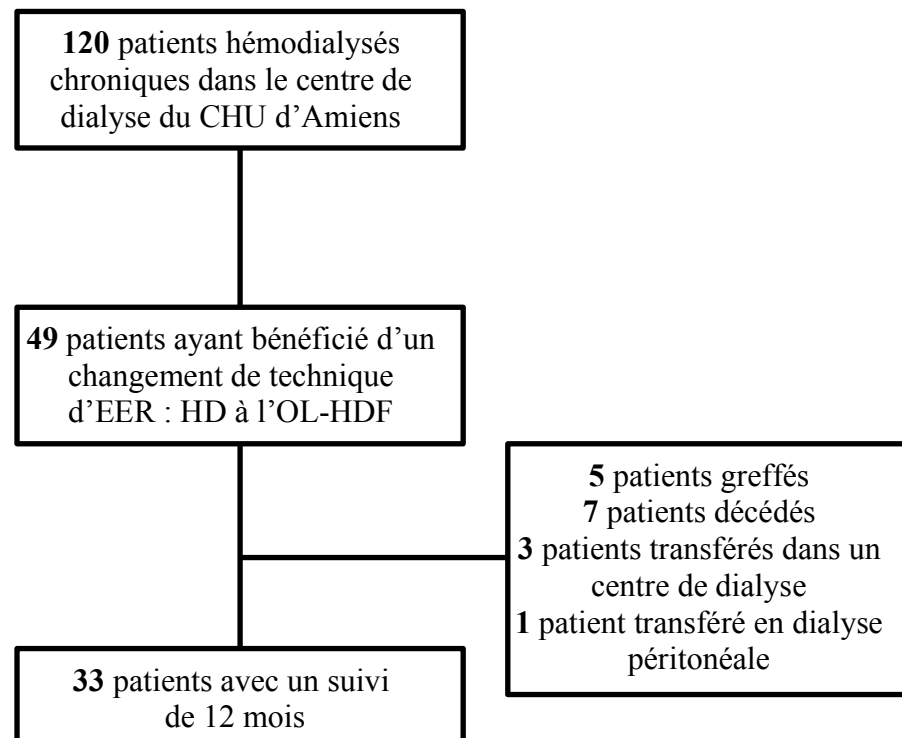 120 patients hémodialysés
chroniques dans le centre de
dialyse du CHU d’Amiens
49 patients ayant bénéficié d’un
changement de technique
d’EER : HD à l’OL-HDF
5 patients greffés
7 patients décédés
3 patients transférés dans un
centre de dialyse
1 patient transféré en dialyse
péritonéale
33 patients avec un suivi
de 12 mois